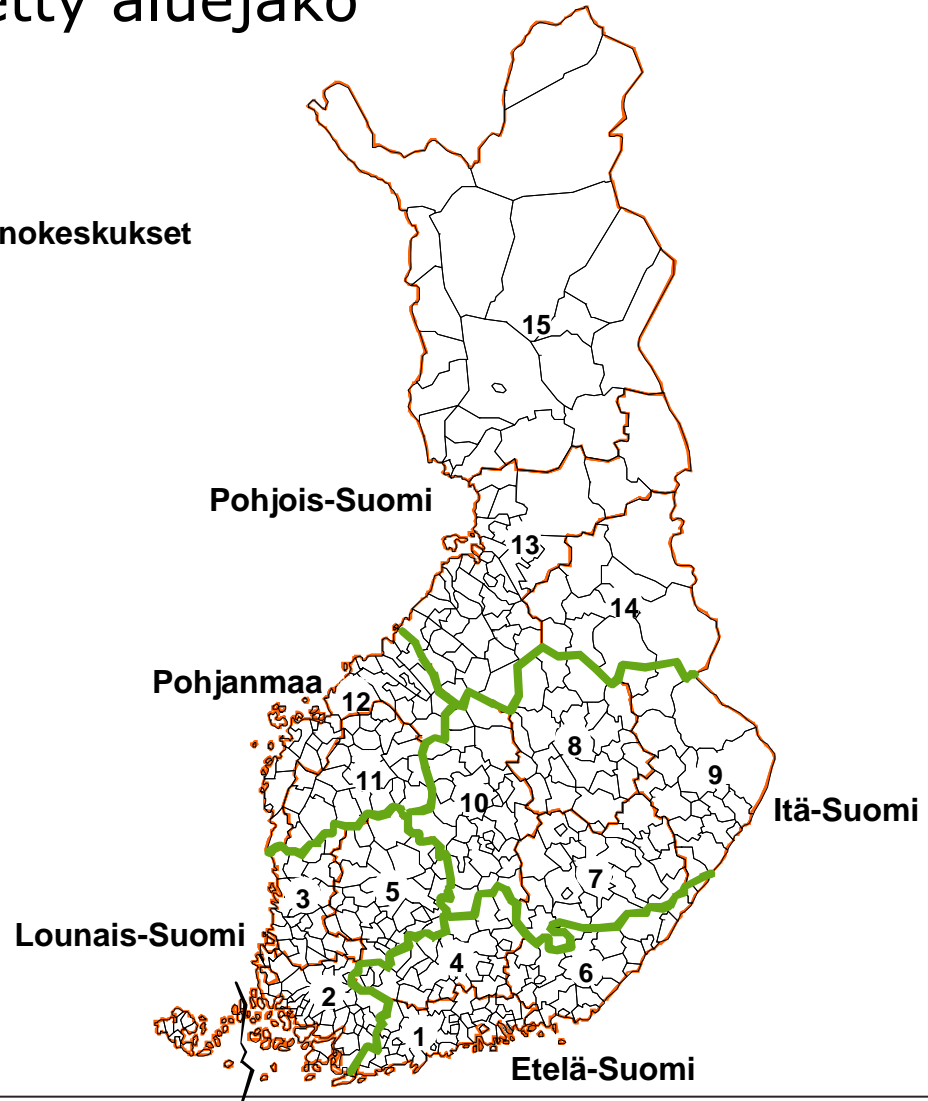 etty aluejako
nokeskukset
15
Pohjois-Suomi
13
14
Pohjanmaa
12
8
9
11
10
Itä-Suomi
7
3
5
Lounais-Suomi
4
6
2
1
Etelä-Suomi